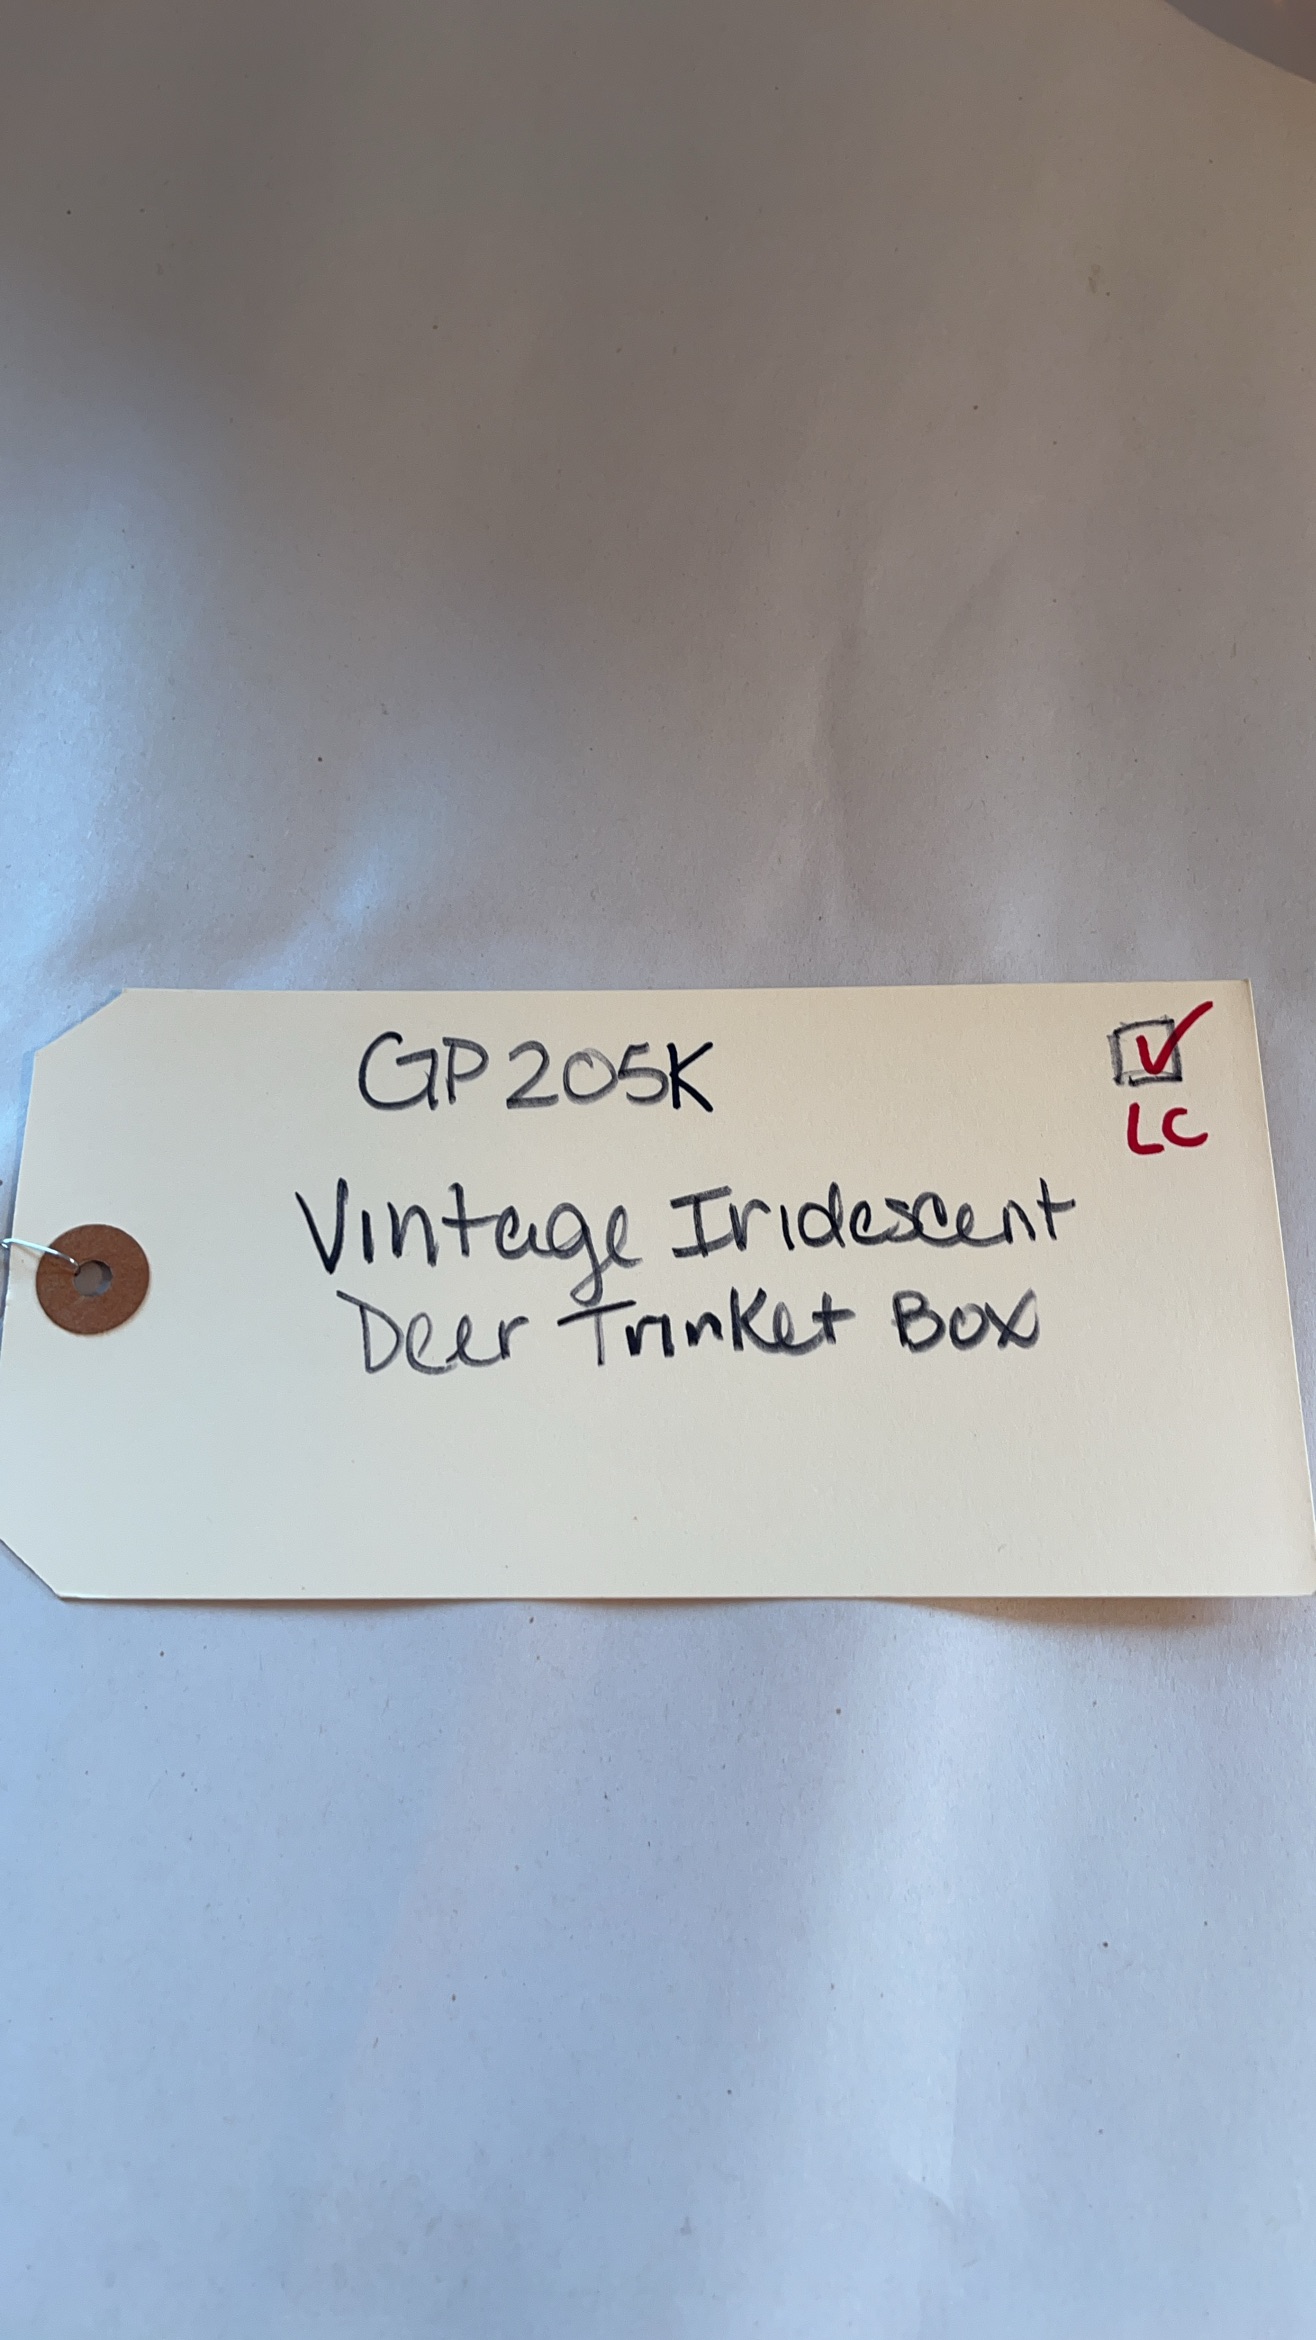 GP205K
☑
LC
Vintage Iridescent
Deer Trinket Box